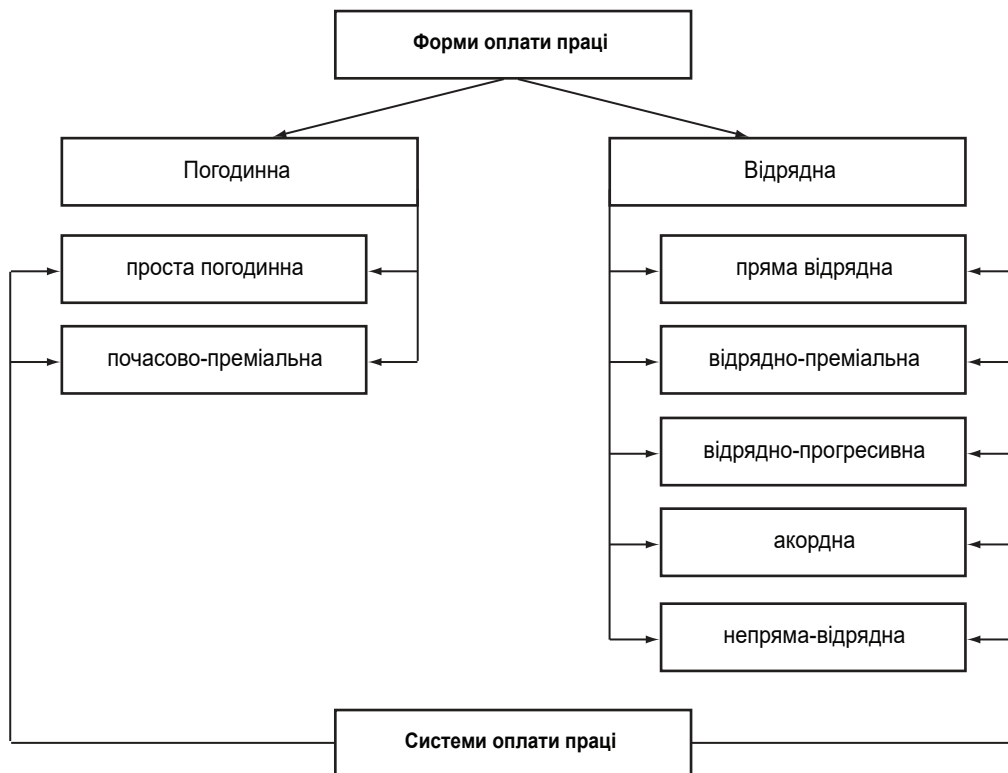 Форми оплати праці
Погодинна
Відрядна
проста погодинна
пряма відрядна
почасово-преміальна
відрядно-преміальна
відрядно-прогресивна
акордна
непряма-відрядна
Системи оплати праці